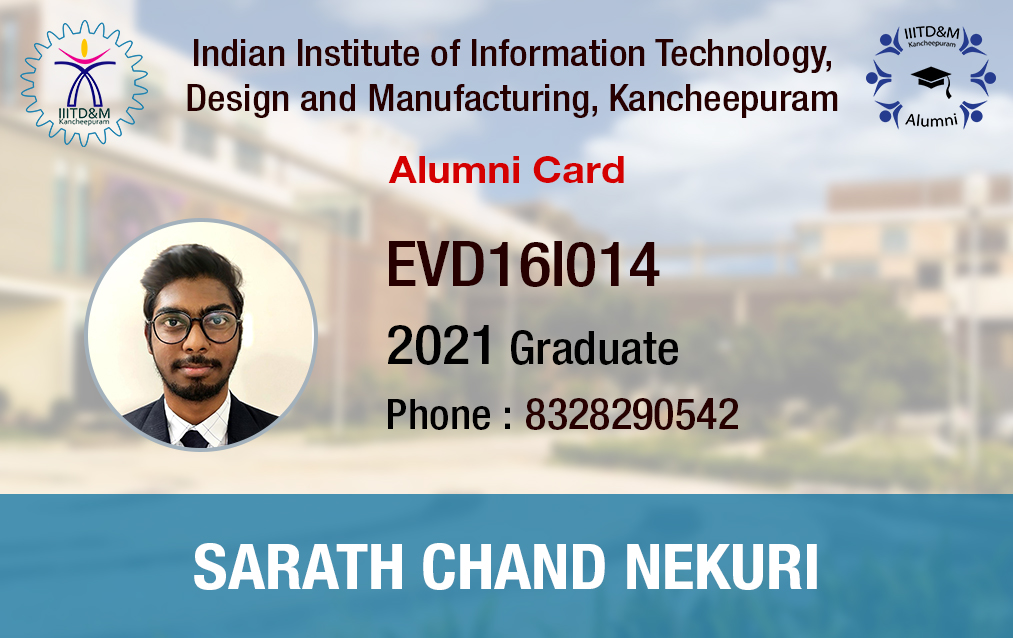 Indian Institute of Information Technology,
Design and Manufacturing, Kancheepuram
IIITD&M
Kancheepuram
IIITD&M
Kancheepuram
Alumni
Alumni Card
EVD16I014
2021 Graduate
Phone : 8328290542
SARATH CHAND NEKURI